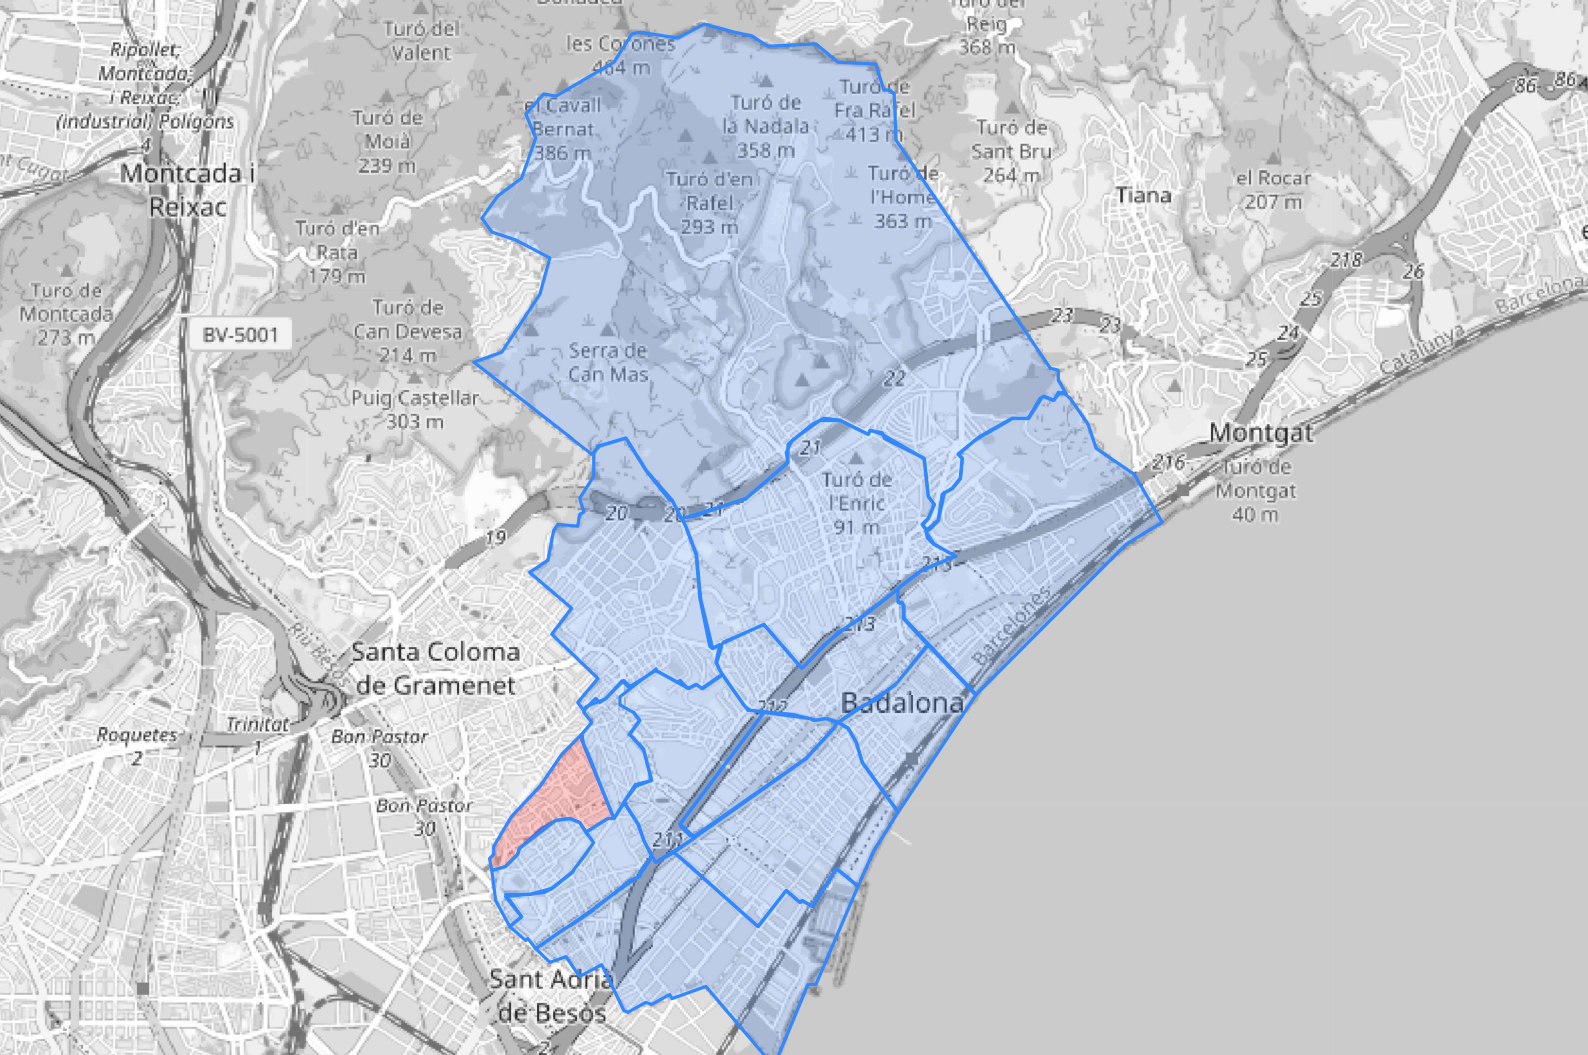 Turó del
Valent
les Corones
464 m
Turó del
Reig
368 m
Ripollet;
Montcada
i Reixac;
(industrial) Polígons
4
Turó de
Moià
239 m
el Cavall
Bernat
386 m
Turó de
la Nadala
358 m
Turó de
Fra Rafel
413 m
Turó de
Sant Bru
264 m
86
86
Montcada i
Reixac
Turó d'en
Rafel
293 m
Turó de
l'Home
363 m
Tiana
el Rocar
207 m
Turó d'en
Rata
179 m
218
26
25
24
25
Barcelona
Catalunya
Turó de
Montcada
273 m
BV-5001
Turó de
Can Devesa
214 m
Serra de
Can Mas
23
23
22
Puig Castellar
303 m
21
Montgat
216
Turó de
Montgat
40 m
Turó de
l'Enric
91 m
20
20
21
19
213
213
Barcelonès
Riu Besòs
Santa Coloma
de Gramenet
Badalona
212
Trinitat
1
Roquetes
2
Bon Pastor
30
Bon Pastor
30
211
Sant Adrià
de Besòs